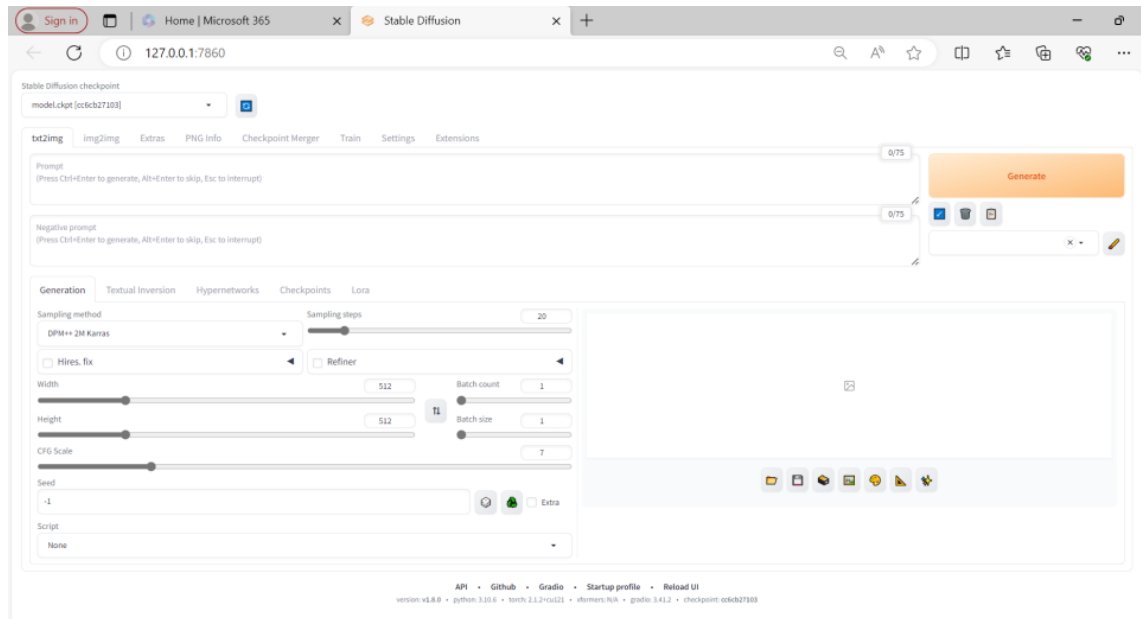 Sign in
Home | Microsoft 365
Stable Diffusion
127.0.0.1:7860
Stable Diffusion checkpoint
model.ckpt [cc6cb27103]
txt2img img2img Extras PNG Info Checkpoint Merger Train Settings Extensions
0/75
Prompt
(Press Ctrl+Enter to generate, Alt+Enter to skip, Esc to interrupt)
Generate
0/75
Negative prompt
(Press Ctrl+Enter to generate, Alt+Enter to skip, Esc to interrupt)
Generation Textual Inversion Hypernetworks Checkpoints Lora
Sampling method
DPM++ 2M Karras
Sampling steps
20
Hires. fix
Refiner
Width
512
Batch count
1
Height
512
Batch size
1
CFG Scale
7
Seed
-1
Extra
Script
None
API • Github • Gradio • Startup profile • Reload UI
version: v1.8.0 • python: 3.10.6 • torch: 2.1.2+cu121 • xformers: N/A • gradio: 3.41.2 • checkpoint: cc6cb27103